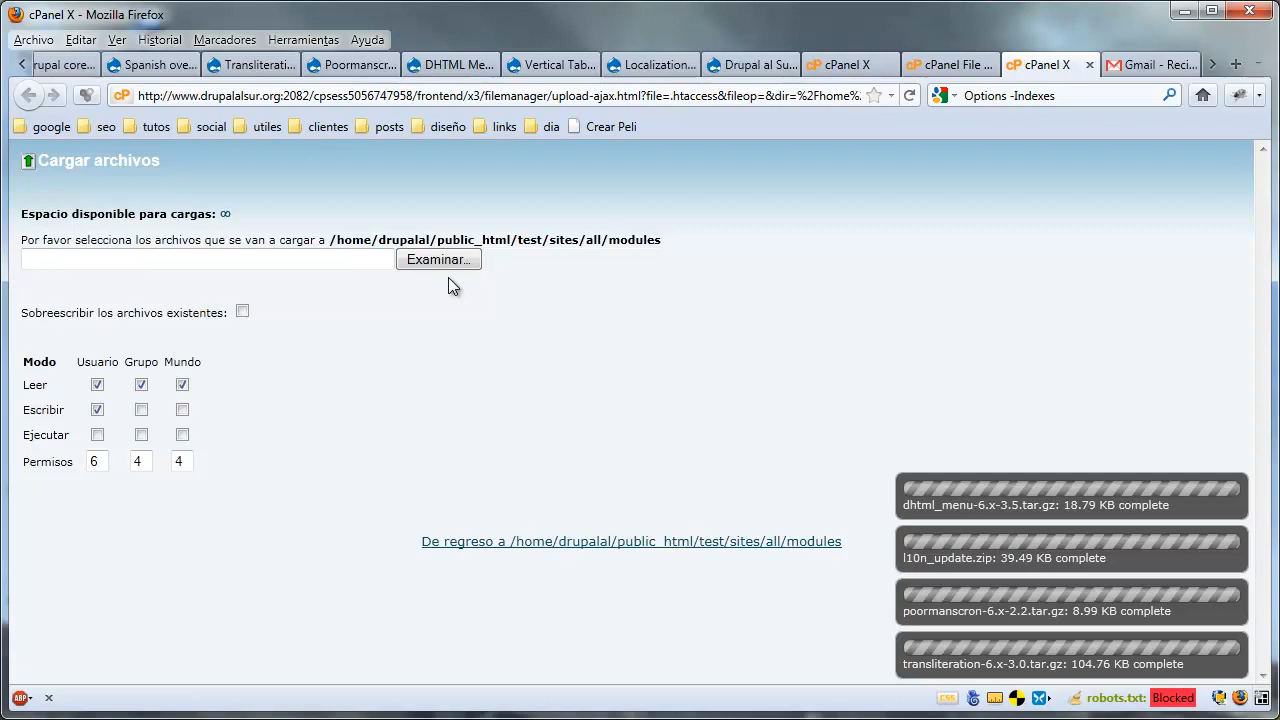 cPanel X - Mozilla Firefox
Archivo Editar Ver Historial Marcadores Herramientas Ayuda
rupal core... Spanish ove... Transliterati... Poormanscr... DHTML Me... Vertical Tab... Localization... Drupal al Su... cPanel X cPanel File ... cPanel X Gmail - Reci...
http://www.drupalalsur.org:2082/cpsess5056747958/frontend/x3/filemanager/upload-ajax.html?file=.htaccess&fileop=&dir=%2Fhome% Options -Indexes
google seo tutos social utiles clientes posts diseño links dia Crear Peli
Cargar archivos
Espacio disponible para cargas: ∞
Por favor selecciona los archivos que se van a cargar a /home/drupalal/public_html/test/sites/all/modules
Examinar...
Sobreescribir los archivos existentes:
Modo Usuario Grupo Mundo
Leer
Escribir
Ejecutar
Permisos 6 4 4
dhtml_menu-6.x-3.5.tar.gz: 18.79 KB complete
De regreso a /home/drupalal/public_html/test/sites/all/modules
l10n_update.zip: 39.49 KB complete
poormanscron-6.x-2.2.tar.gz: 8.99 KB complete
transliteration-6.x-3.0.tar.gz: 104.76 KB complete
ABP CSS robots.txt: Blocked